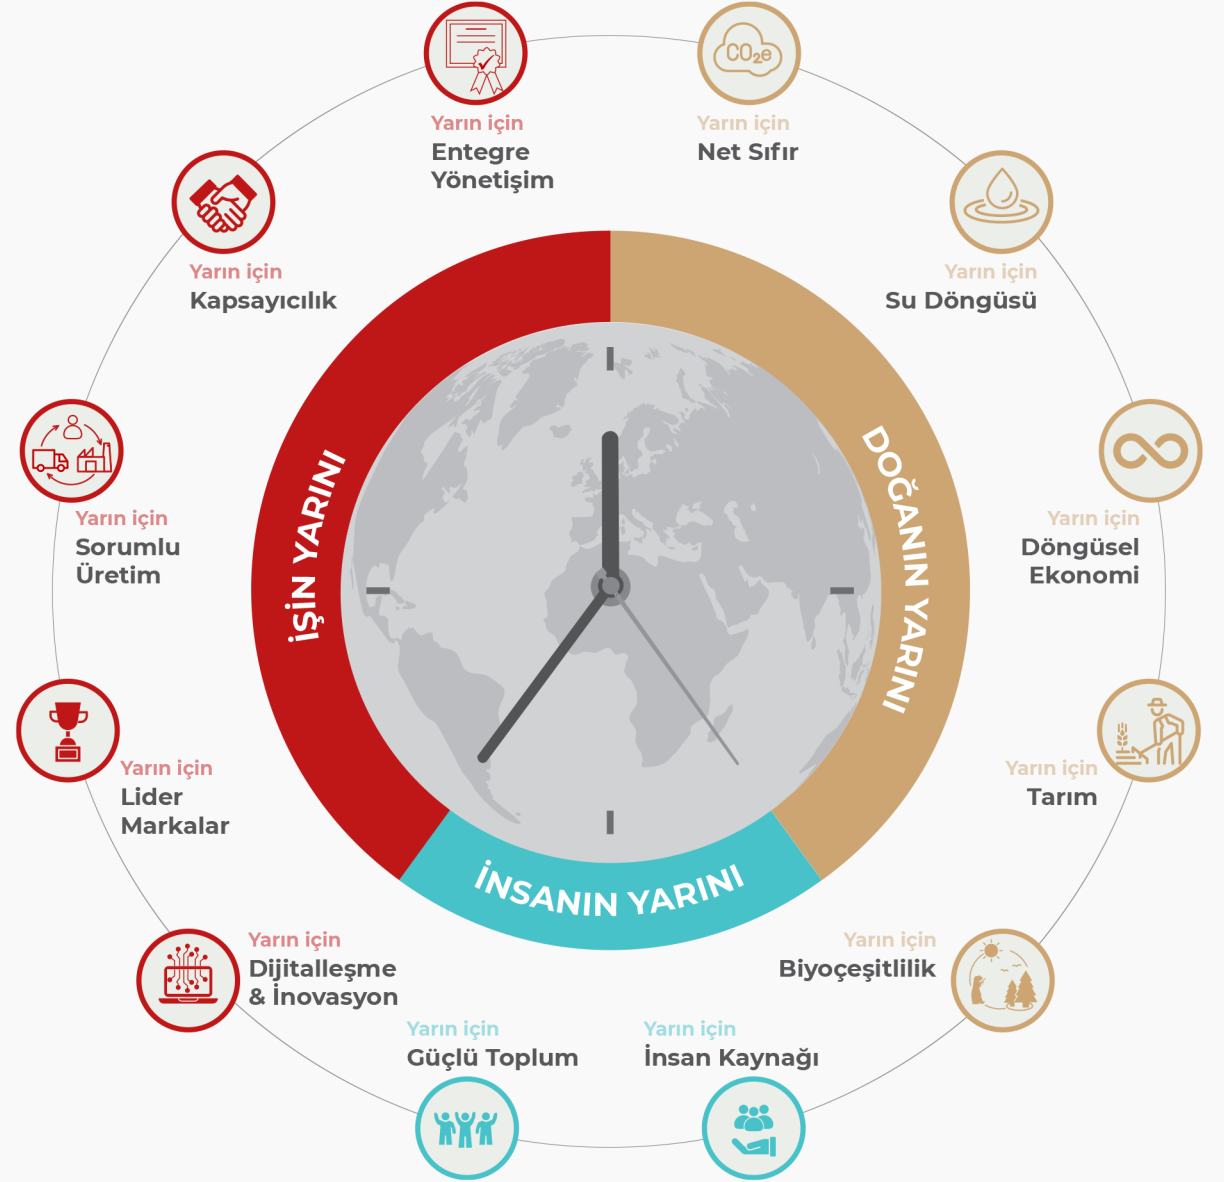 Yarın için
Entegre
Yönetişim
CO₂e
Yarın için
Net Sıfır
Yarın için
Su Döngüsü
Yarın için
Döngüsel
Ekonomi
Yarın için
Tarım
Yarın için
Biyoçeşitlilik
Yarın için
İnsan Kaynağı
Yarın için
Güçlü Toplum
Yarın için
Dijitalleşme
& İnovasyon
Yarın için
Lider
Markalar
Yarın için
Sorumlu
Üretim
Yarın için
Kapsayıcılık
İŞİN YARINI
DOĞANIN YARINI
İNSANIN YARINI